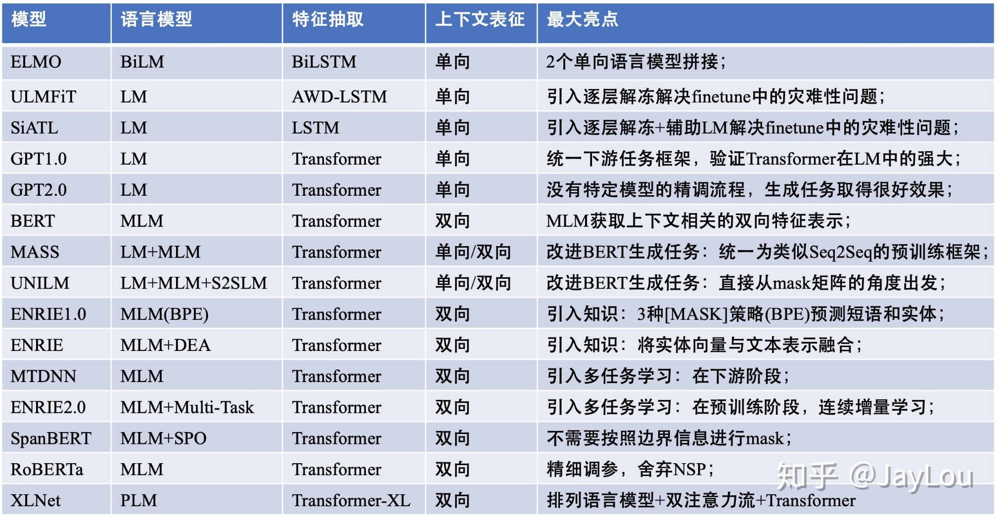 模型 语言模型 特征抽取 上下文表征 最大亮点
ELMO BiLM BiLSTM 单向 2个单向语言模型拼接；
ULMFiT LM AWD-LSTM 单向 引入逐层解冻解决finetune中的灾难性问题；
SiATL LM LSTM 单向 引入逐层解冻+辅助LM解决finetune中的灾难性问题；
GPT1.0 LM Transformer 单向 统一下游任务框架，验证Transformer在LM中的强大；
GPT2.0 LM Transformer 单向 没有特定模型的精调流程，生成任务取得很好效果；
BERT MLM Transformer 双向 MLM获取上下文相关的双向特征表示；
MASS LM+MLM Transformer 单向/双向 改进BERT生成任务：统一为类似Seq2Seq的预训练框架；
UNILM LM+MLM+S2SLM Transformer 单向/双向 改进BERT生成任务：直接从mask矩阵的角度出发；
ENRIE1.0 MLM(BPE) Transformer 双向 引入知识：3种[MASK]策略(BPE)预测短语和实体；
ENRIE MLM+DEA Transformer 双向 引入知识：将实体向量与文本表示融合；
MTDNN MLM Transformer 双向 引入多任务学习：在下游阶段；
ENRIE2.0 MLM+Multi-Task Transformer 双向 引入多任务学习：在预训练阶段，连续增量学习；
SpanBERT MLM+SPO Transformer 双向 不需要按照边界信息进行mask；
RoBERTa MLM Transformer 双向 精细调参，舍弃NSP；
XLNet PLM Transformer-XL 双向 排列语言模型+双注意力流+Transformer
知乎 @JayLou